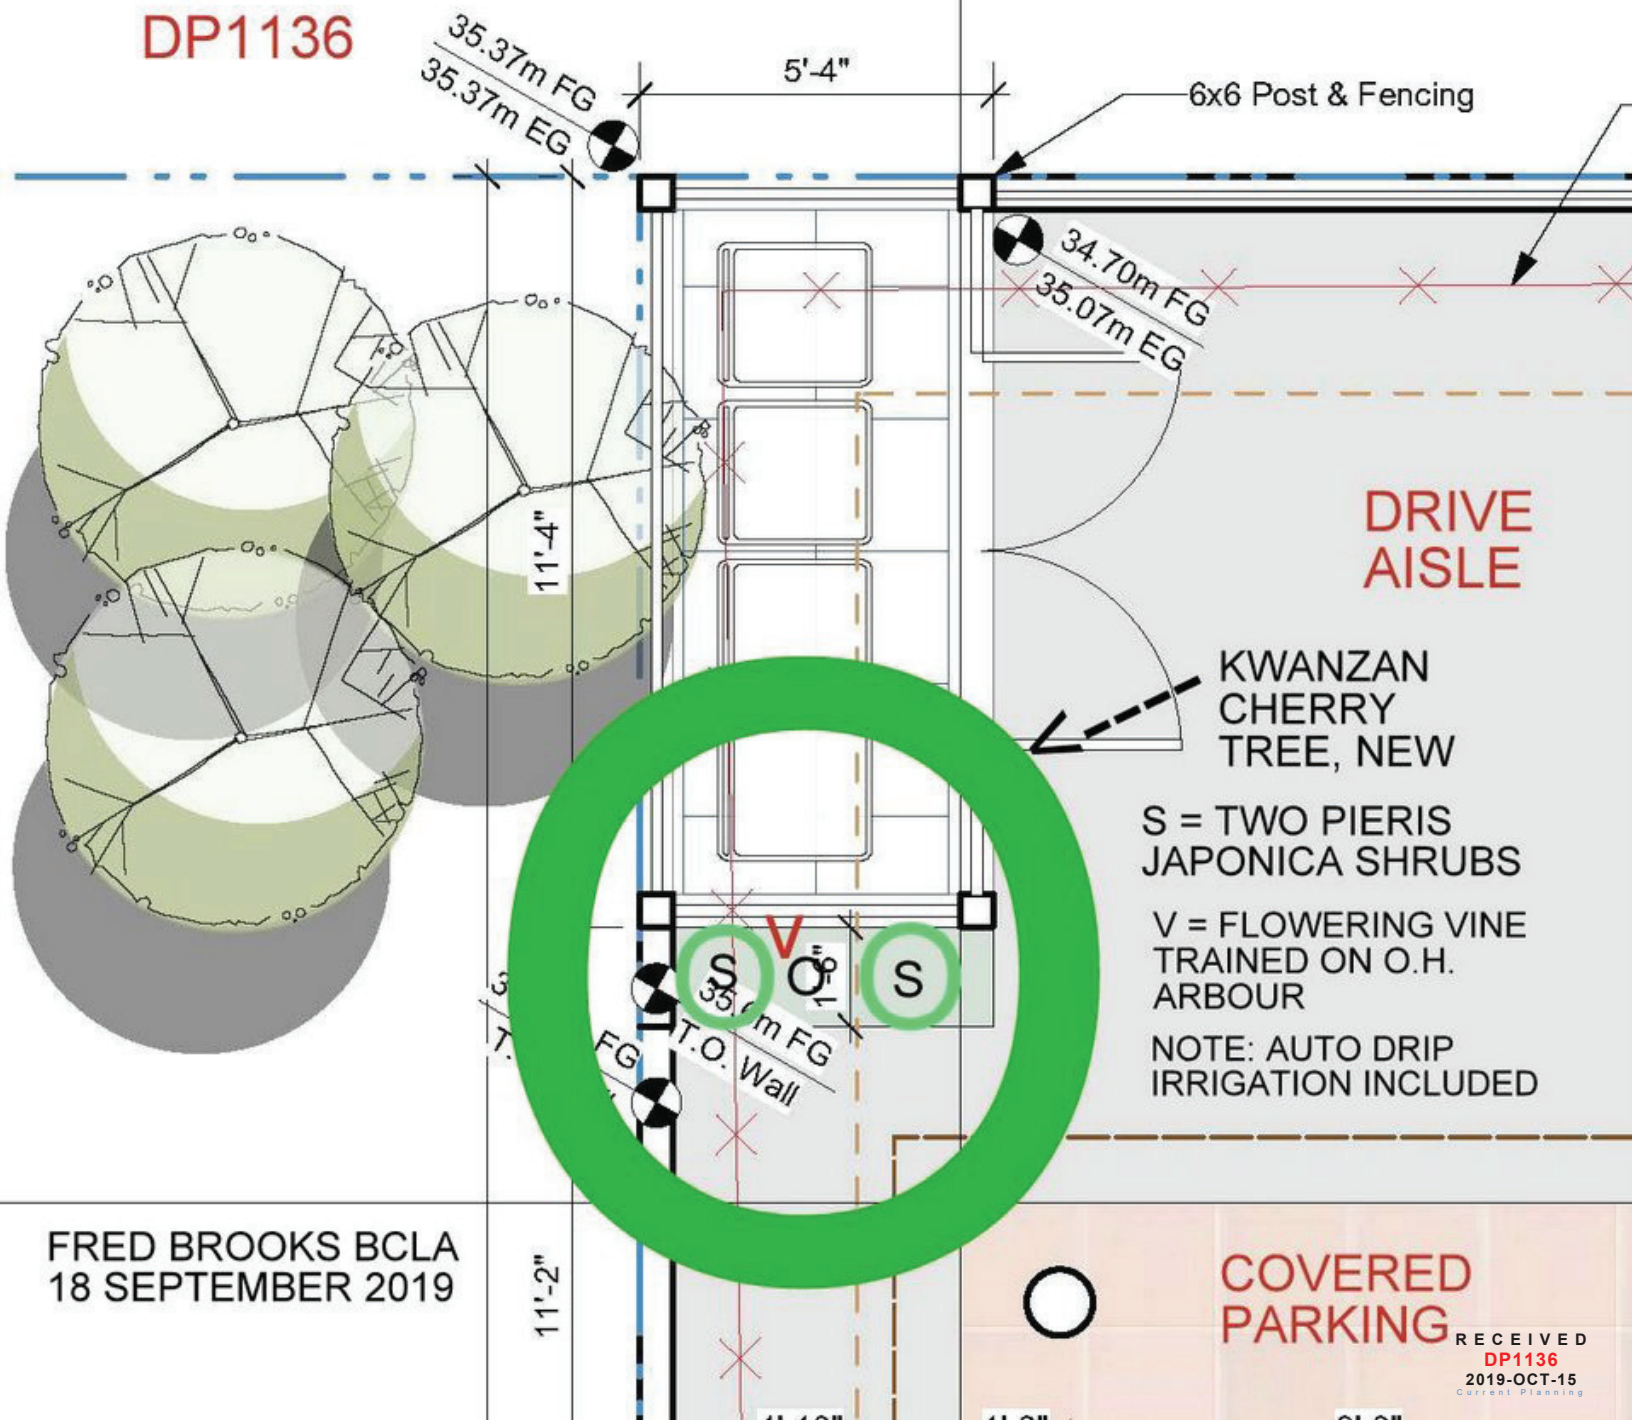 DP1136
35.37m FG
35.37m EG
5'-4"
6x6 Post & Fencing
34.70m FG
35.07m EG
11'-4"
DRIVE
AISLE
KWANZAN
CHERRY
TREE, NEW
S = TWO PIERIS
JAPONICA SHRUBS
V = FLOWERING VINE
TRAINED ON O.H.
ARBOUR
NOTE: AUTO DRIP
IRRIGATION INCLUDED
V
S
O
S
1'-6"
m FG
T.O. Wall
FG
FRED BROOKS BCLA
18 SEPTEMBER 2019
11'-2"
COVERED
PARKING
RECEIVED
DP1136
2019-OCT-15
Current Planning